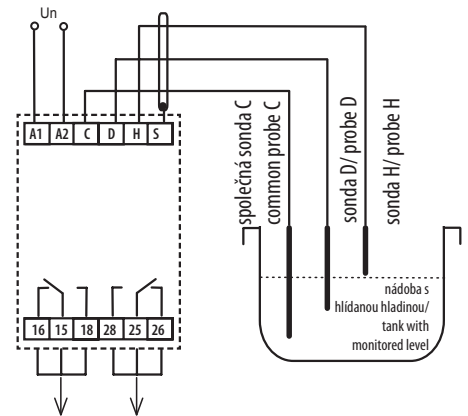 Un
A1 A2 C D H S
společná sonda C
common probe C
sonda D/ probe D
sonda H/ probe H
nádoba s
hlídanou hladinou/
tank with
monitored level
16 15 18 28 25 26